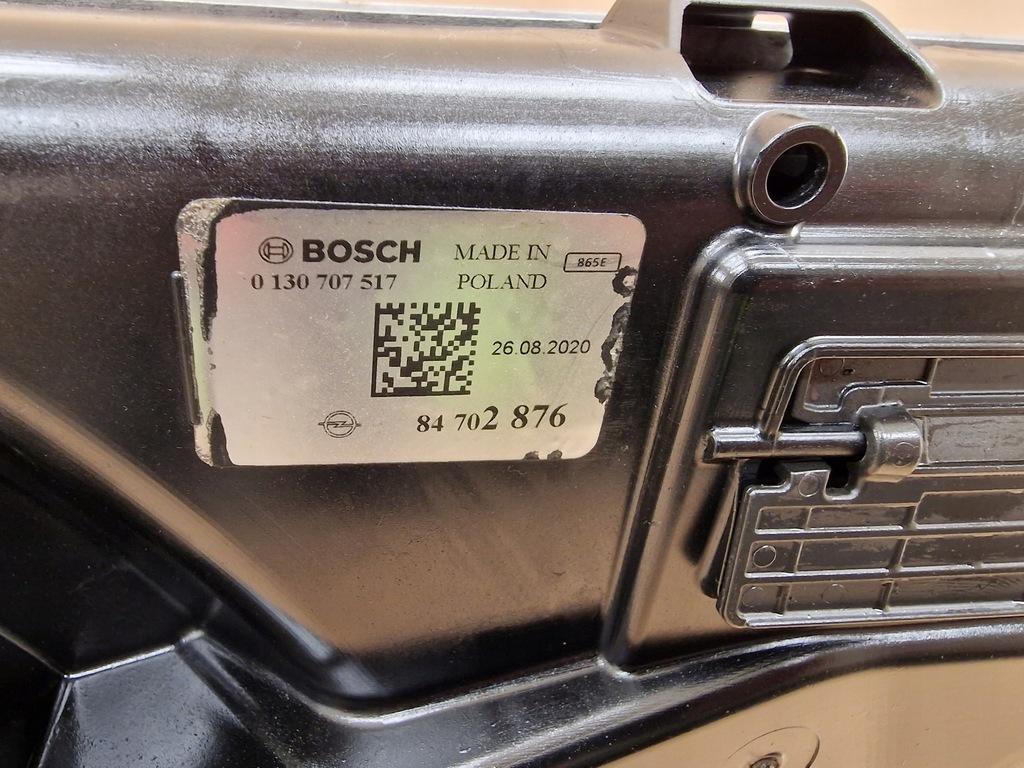 BOSCH MADE IN 865E
0 130 707 517 POLAND
26.08.2020
84 702 876